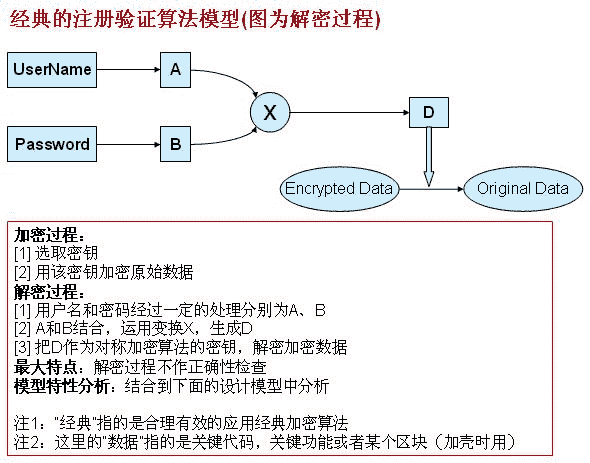 经典的注册验证算法模型(图为解密过程)
UserName
A
X
D
Password
B
Encrypted Data
Original Data
加密过程：
[1] 选取密钥
[2] 用该密钥加密原始数据
解密过程：
[1] 用户名和密码经过一定的处理分别为A、B
[2] A和B结合，运用变换X，生成D
[3] 把D作为对称加密算法的密钥，解密加密数据
最大特点：解密过程不作正确性检查
模型特性分析：结合到下面的设计模型中分析
注1："经典"指的是合理有效的应用经典加密算法
注2：这里的"数据"指的是关键代码，关键功能或者某个区块（加壳时用）